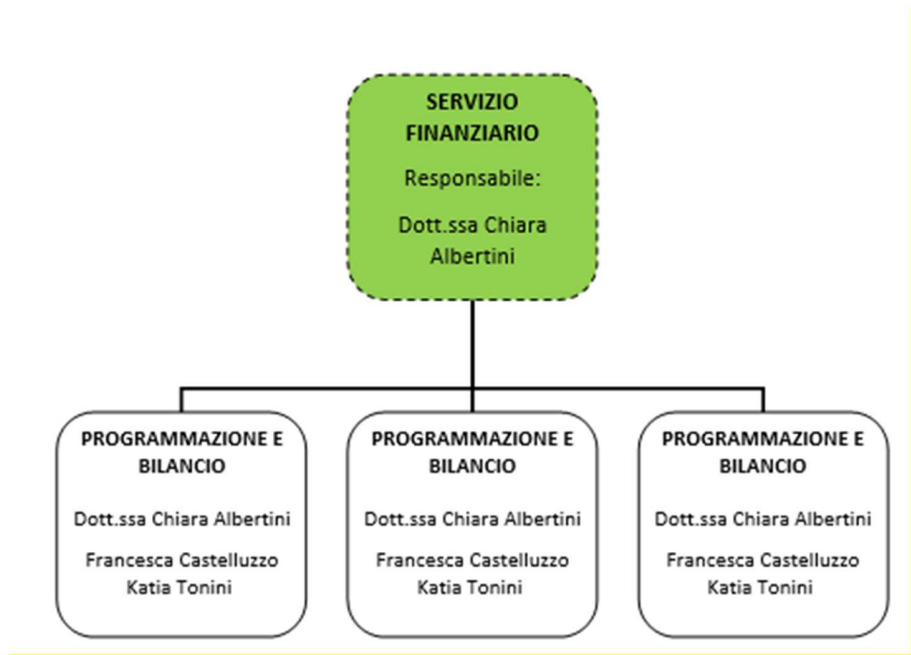 SERVIZIO
FINANZIARIO
Responsabile:
Dott.ssa Chiara
Albertini
PROGRAMMAZIONE E
BILANCIO
Dott.ssa Chiara Albertini
Francesca Castelluzzo
Katia Tonini
PROGRAMMAZIONE E
BILANCIO
Dott.ssa Chiara Albertini
Francesca Castelluzzo
Katia Tonini
PROGRAMMAZIONE E
BILANCIO
Dott.ssa Chiara Albertini
Francesca Castelluzzo
Katia Tonini